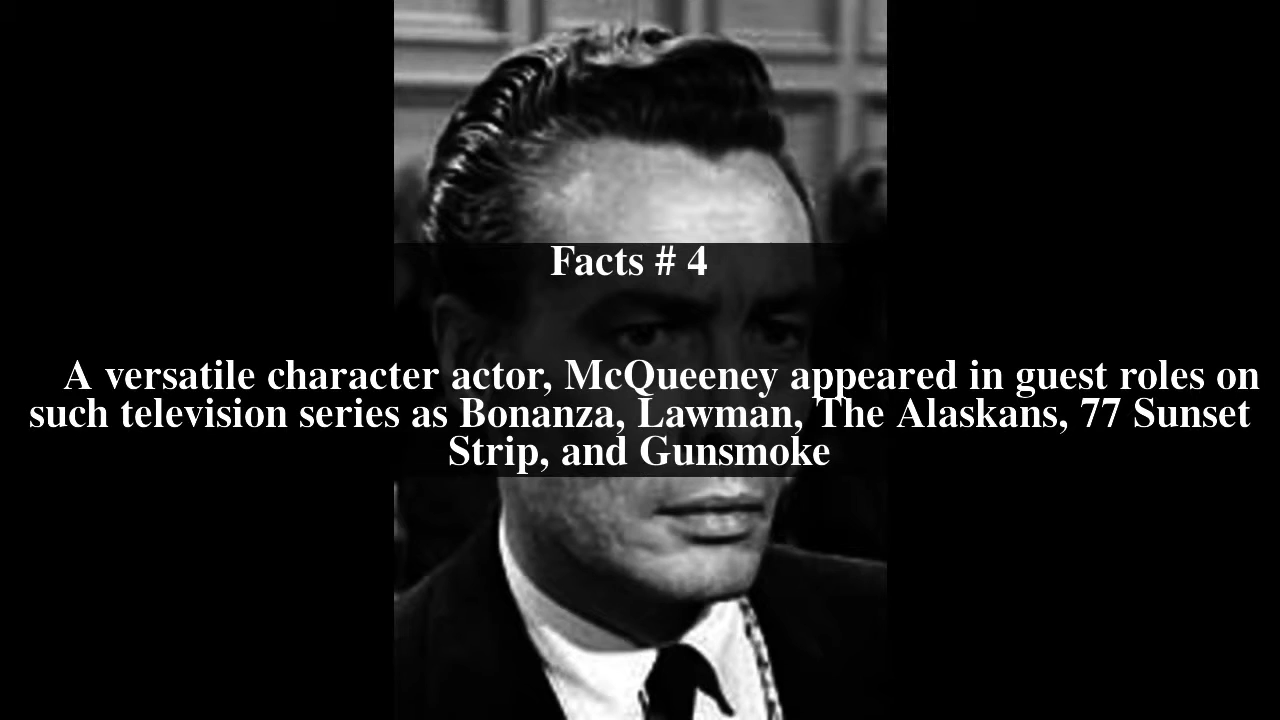 Facts # 4
A versatile character actor, McQueeney appeared in guest roles on
such television series as Bonanza, Lawman, The Alaskans, 77 Sunset
Strip, and Gunsmoke